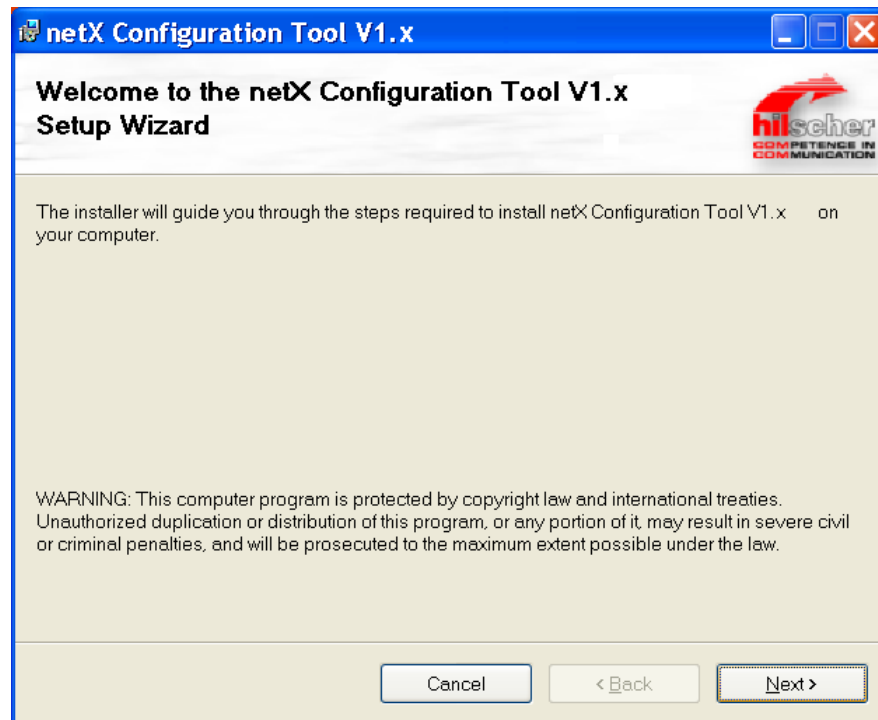 netX Configuration Tool V1.x
Welcome to the netX Configuration Tool V1.x
Setup Wizard
hilscher
COMPETENCE IN
COMMUNICATION
The installer will guide you through the steps required to install netX Configuration Tool V1.x on
your computer.
WARNING: This computer program is protected by copyright law and international treaties.
Unauthorized duplication or distribution of this program, or any portion of it, may result in severe civil
or criminal penalties, and will be prosecuted to the maximum extent possible under the law.
Cancel
< Back
Next >